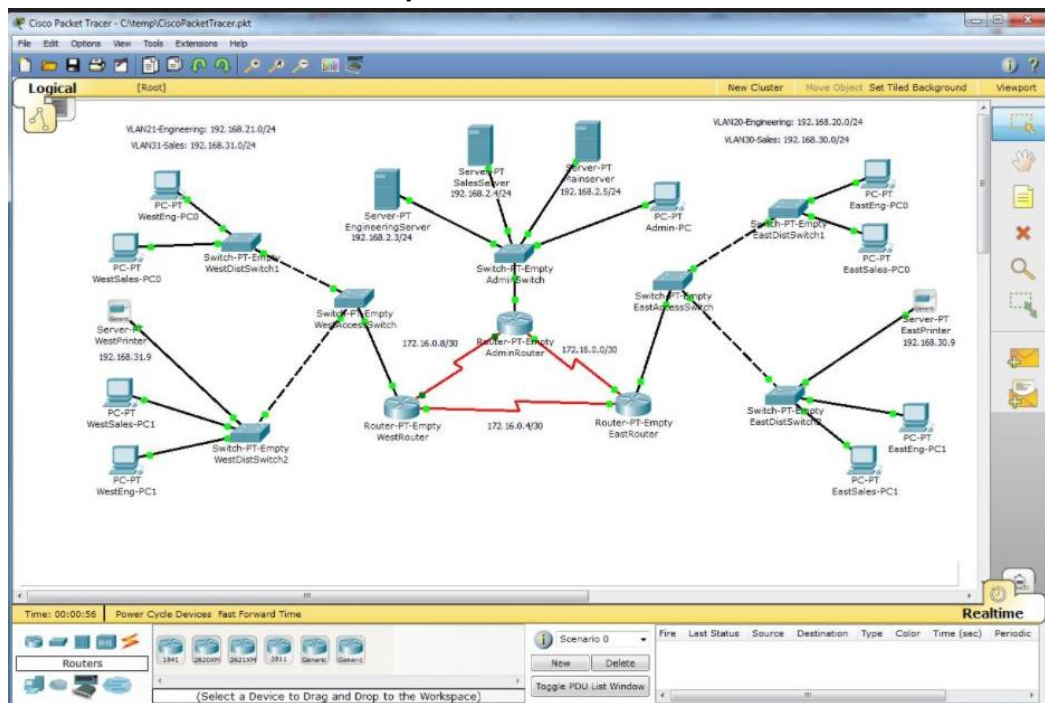 Cisco Packet Tracer - C:\temp\CiscoPacketTracer.pkt
File Edit Options View Tools Extensions Help
Logical [Root] New Cluster Move Object Set Tiled Background Viewport
VLAN21-Engineering: 192.168.21.0/24
VLAN31-Sales: 192.168.31.0/24
VLAN20-Engineering: 192.168.20.0/24
VLAN30-Sales: 192.168.30.0/24
PC-PT
WestEng-PC0
PC-PT
WestSales-PC0
Switch-PT-Empty
WestDistSwitch1
Server-PT
EngineeringServer
192.168.2.3/24
Server-PT
SalesServer
192.168.2.4/24
Server-PT
Mainserver
192.168.2.5/24
PC-PT
Admin-PC
Switch-PT-Empty
AdminSwitch
PC-PT
EastEng-PC0
Switch-PT-Empty
EastDistSwitch1
PC-PT
EastSales-PC0
Server-PT
WestPrinter
192.168.31.9
Switch-PT-Empty
WestAccessSwitch
Router-PT-Empty
AdminRouter
172.16.0.8/30
172.16.0.0/30
Switch-PT-Empty
EastAccessSwitch
Server-PT
EastPrinter
192.168.30.9
PC-PT
WestSales-PC1
PC-PT
WestEng-PC1
Switch-PT-Empty
WestDistSwitch2
Router-PT-Empty
WestRouter
172.16.0.4/30
Router-PT-Empty
EastRouter
Switch-PT-Empty
PC-PT
EastEng-PC1
PC-PT
EastSales-PC1
Time: 00:00:56 Power Cycle Devices Fast Forward Time Realtime
Routers
1841 2620XM 2621XM 2811 Generic Generic
(Select a Device to Drag and Drop to the Workspace)
Scenario 0
New Delete
Toggle PDU List Window
Fire Last Status Source Destination Type Color Time (sec) Periodic